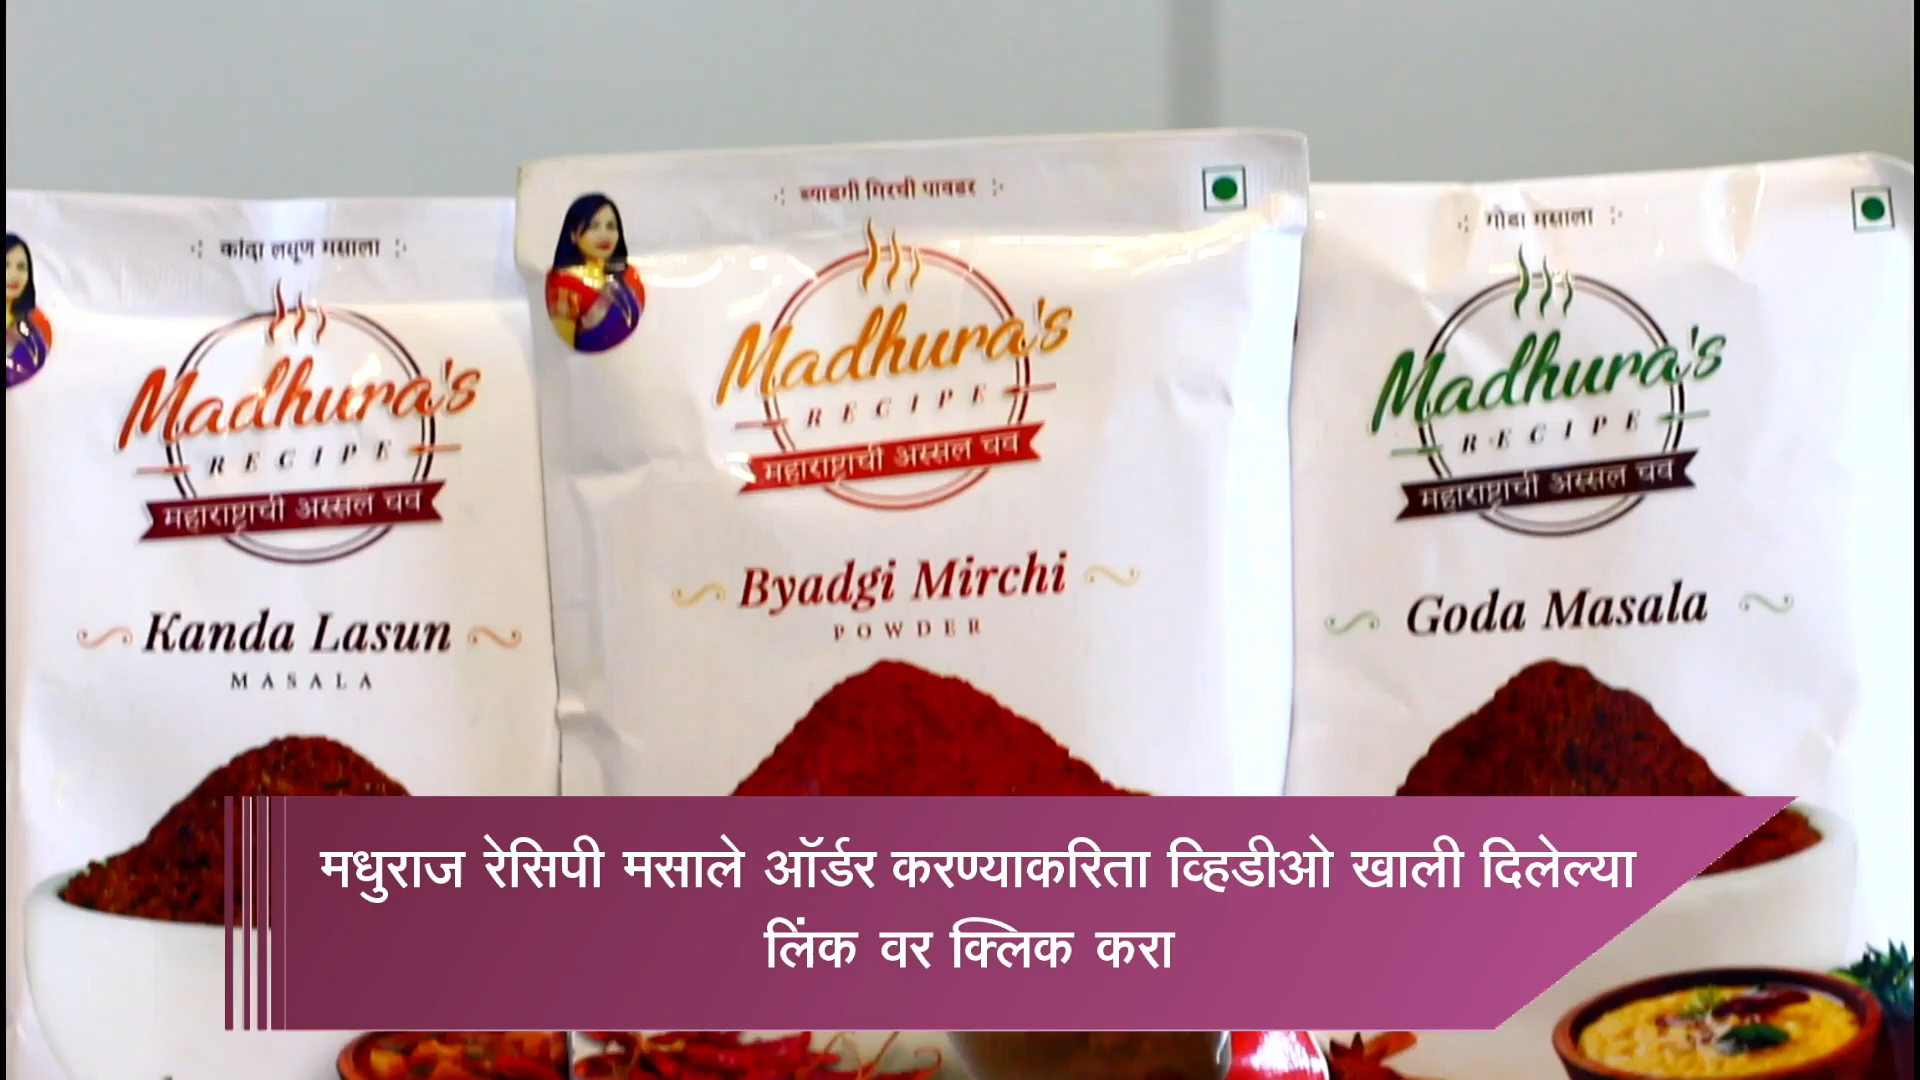 कांदा लसूण मसाला
Madhura's
RECIPE
महाराष्ट्राची अस्सल चव
Kanda Lasun
MASALA
ब्याडगी मिरची पावडर
Madhura's
RECIPE
महाराष्ट्राची अस्सल चव
Byadgi Mirchi
POWDER
गोडा मसाला
Madhura's
RECIPE
महाराष्ट्राची अस्सल चव
Goda Masala
मधुराज रेसिपी मसाले ऑर्डर करण्याकरिता व्हिडीओ खाली दिलेल्या
लिंक वर क्लिक करा